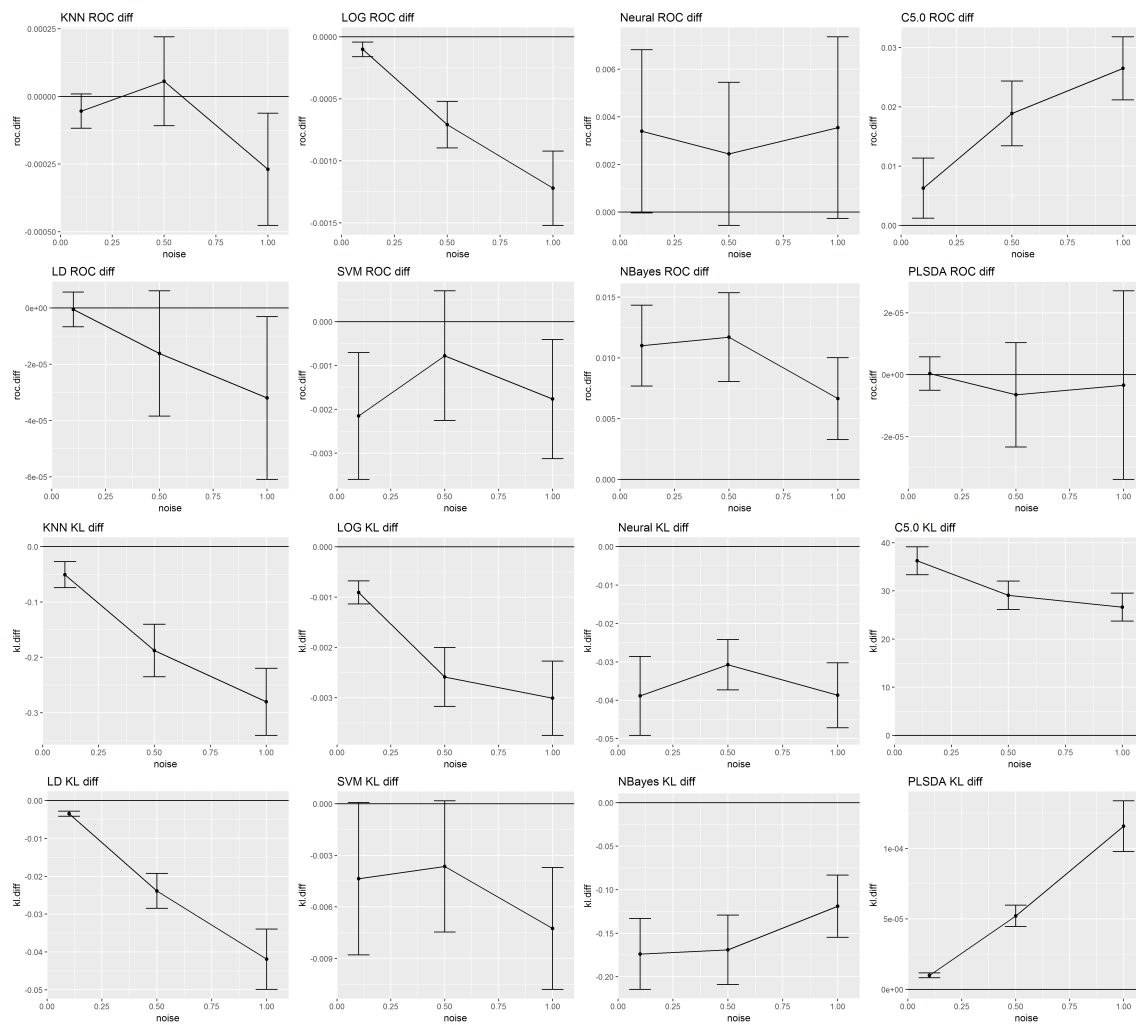 KNN ROC diff
0.00025
0.00000
-0.00025
-0.00050
roc.diff
0.00 0.25 0.50 0.75 1.00
noise
LOG ROC diff
0.0000
-0.0005
-0.0010
-0.0015
roc.diff
0.00 0.25 0.50 0.75 1.00
noise
Neural ROC diff
0.006
0.004
0.002
0.000
roc.diff
0.00 0.25 0.50 0.75 1.00
noise
C5.0 ROC diff
0.03
0.02
0.01
0.00
roc.diff
0.00 0.25 0.50 0.75 1.00
noise
LD ROC diff
0e+00
-2e-05
-4e-05
-6e-05
roc.diff
0.00 0.25 0.50 0.75 1.00
noise
SVM ROC diff
0.000
-0.001
-0.002
-0.003
roc.diff
0.00 0.25 0.50 0.75 1.00
noise
NBayes ROC diff
0.015
0.010
0.005
0.000
roc.diff
0.00 0.25 0.50 0.75 1.00
noise
PLSDA ROC diff
2e-05
0e+00
-2e-05
roc.diff
0.00 0.25 0.50 0.75 1.00
noise
KNN KL diff
0.0
-0.1
-0.2
-0.3
kl.diff
0.00 0.25 0.50 0.75 1.00
noise
LOG KL diff
0.000
-0.001
-0.002
-0.003
kl.diff
0.00 0.25 0.50 0.75 1.00
noise
Neural KL diff
0.00
-0.01
-0.02
-0.03
-0.04
-0.05
kl.diff
0.00 0.25 0.50 0.75 1.00
noise
C5.0 KL diff
40
30
20
10
0
kl.diff
0.00 0.25 0.50 0.75 1.00
noise
LD KL diff
0.00
-0.01
-0.02
-0.03
-0.04
-0.05
kl.diff
0.00 0.25 0.50 0.75 1.00
noise
SVM KL diff
0.000
-0.003
-0.006
-0.009
kl.diff
0.00 0.25 0.50 0.75 1.00
noise
NBayes KL diff
0.00
-0.05
-0.10
-0.15
-0.20
kl.diff
0.00 0.25 0.50 0.75 1.00
noise
PLSDA KL diff
1e-04
5e-05
0e+00
kl.diff
0.00 0.25 0.50 0.75 1.00
noise